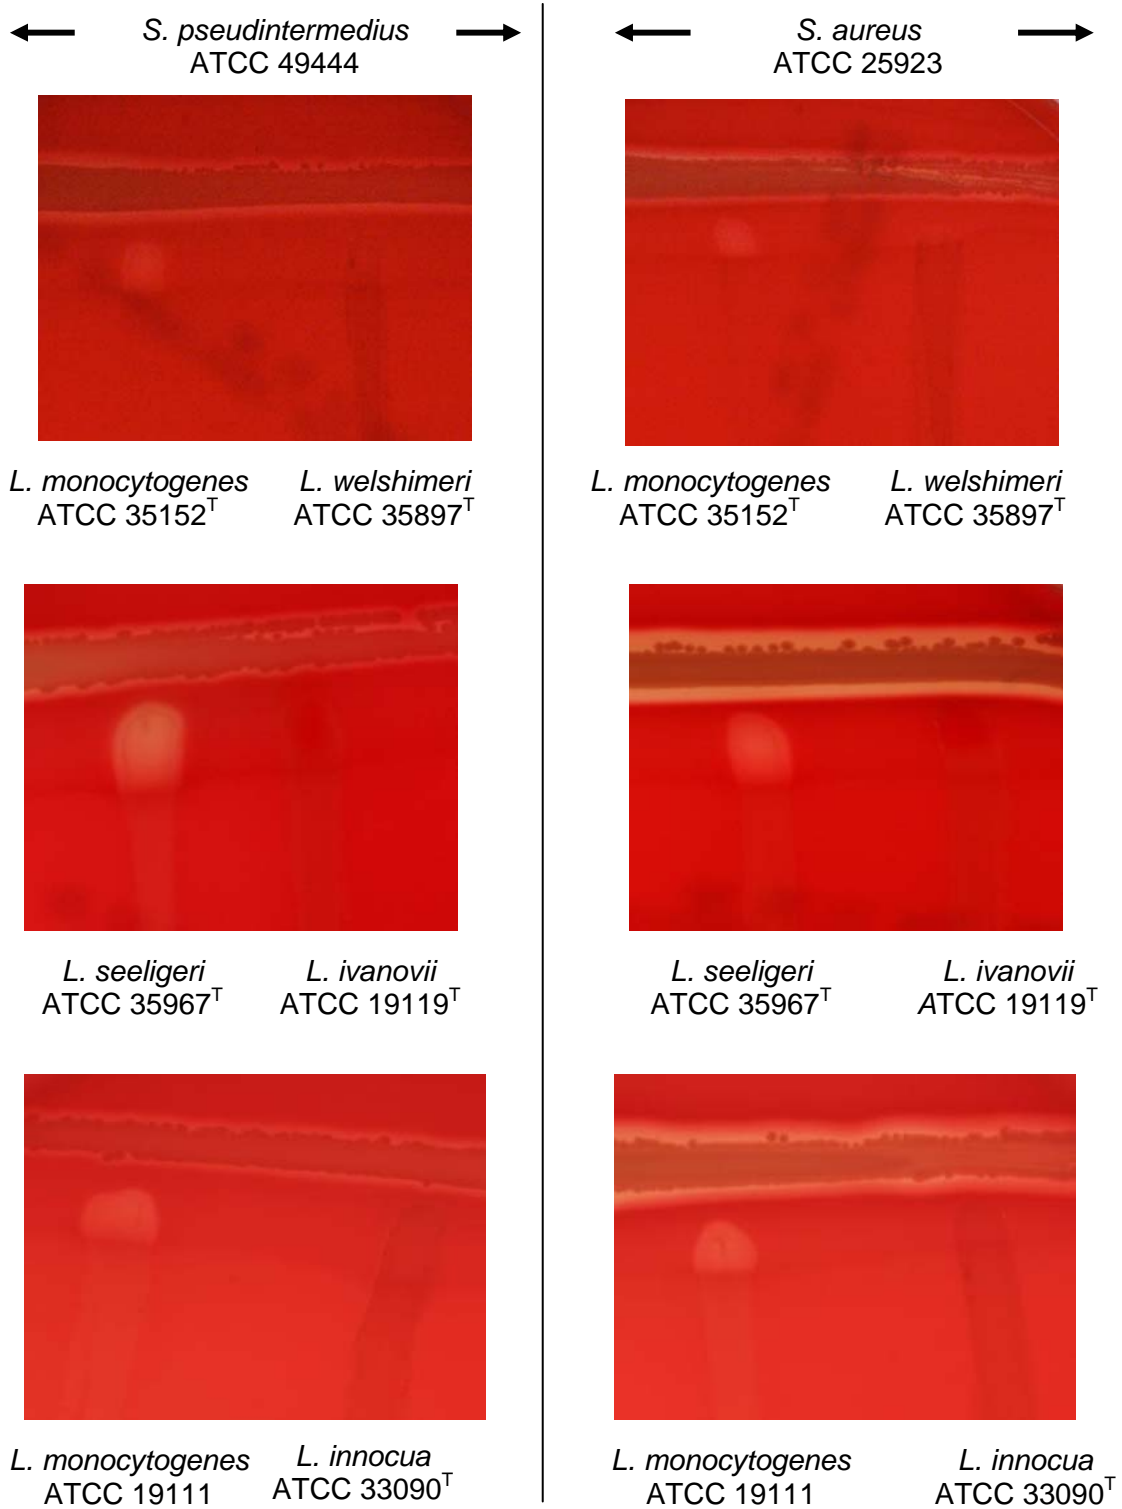 S. pseudintermedius
ATCC 49444
S. aureus
ATCC 25923
L. monocytogenes
ATCC 35152ᵀ
L. welshimeri
ATCC 35897ᵀ
L. monocytogenes
ATCC 35152ᵀ
L. welshimeri
ATCC 35897ᵀ
L. seeligeri
ATCC 35967ᵀ
L. ivanovii
ATCC 19119ᵀ
L. seeligeri
ATCC 35967ᵀ
L. ivanovii
ATCC 19119ᵀ
L. monocytogenes
ATCC 19111
L. innocua
ATCC 33090ᵀ
L. monocytogenes
ATCC 19111
L. innocua
ATCC 33090ᵀ